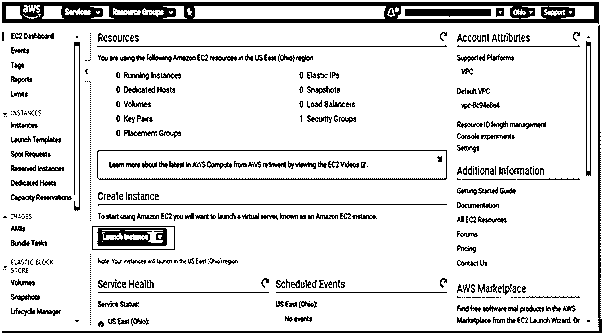 aws
Services
Resource Groups
Ohio
Support
EC2 Dashboard
Events
Tags
Reports
Limits
INSTANCES
Instances
Launch Templates
Spot Requests
Reserved Instances
Dedicated Hosts
Capacity Reservations
IMAGES
AMIs
Bundle Tasks
ELASTIC BLOCK
STORE
Volumes
Snapshots
Lifecycle Manager
Resources
You are using the following Amazon EC2 resources in the US East (Ohio) region:
0 Running Instances
0 Elastic IPs
0 Dedicated Hosts
0 Snapshots
0 Volumes
0 Load Balancers
0 Key Pairs
1 Security Groups
0 Placement Groups
Learn more about the latest in AWS Compute from AWS re:Invent by viewing the EC2 Videos
Create Instance
To start using Amazon EC2 you will want to launch a virtual server, known as an Amazon EC2 instance.
Launch Instance
Note: Your instances will launch in the US East (Ohio) region
Service Health
Service Status:
US East (Ohio):
Scheduled Events
US East (Ohio):
No events
Account Attributes
Supported Platforms
VPC
Default VPC
Resource ID length management
Console experiments
Settings
Additional Information
Getting Started Guide
Documentation
All EC2 Resources
Forums
Pricing
Contact Us
AWS Marketplace
Find free software trial products in the AWS
Marketplace from the EC2 Launch Wizard. Or